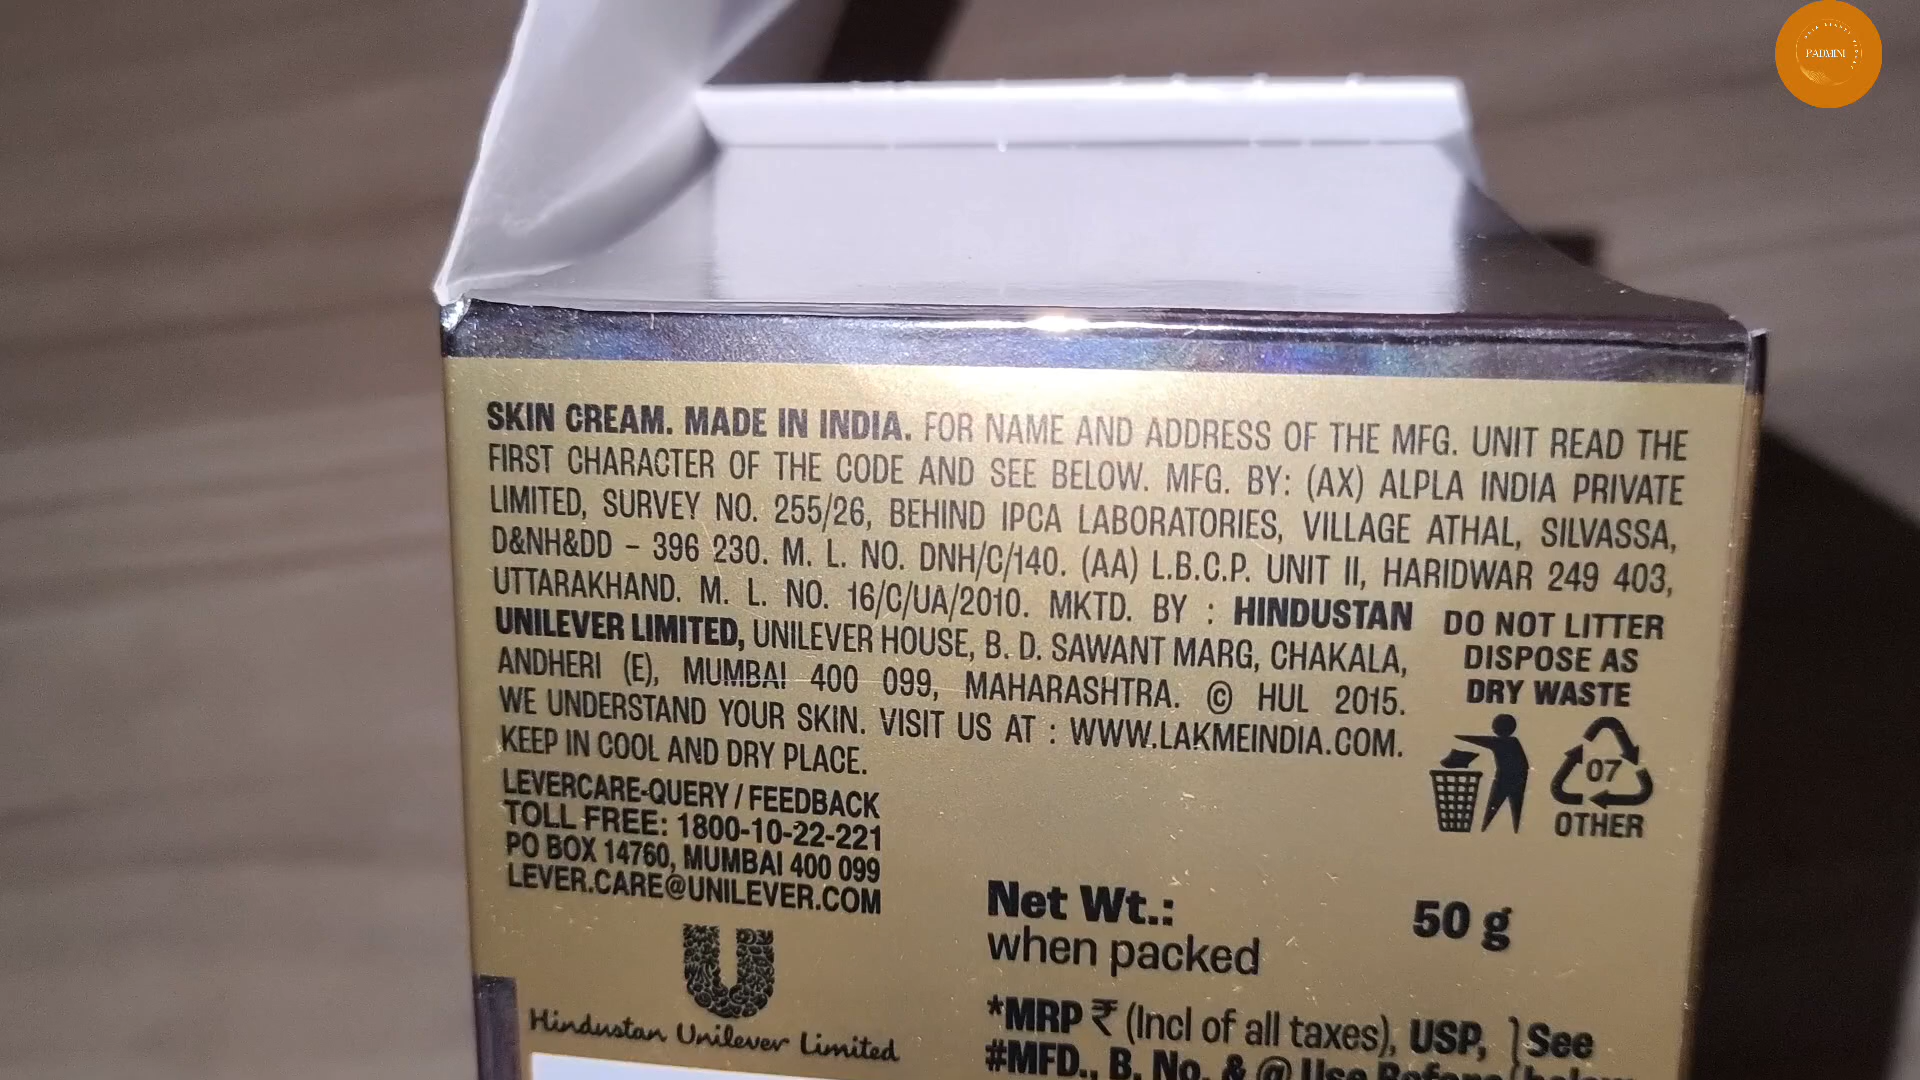 PADMINI
SKIN CREAM. MADE IN INDIA. FOR NAME AND ADDRESS OF THE MFG. UNIT READ THE
FIRST CHARACTER OF THE CODE AND SEE BELOW. MFG. BY: (AX) ALPLA INDIA PRIVATE
LIMITED, SURVEY NO. 255/26, BEHIND IPCA LABORATORIES, VILLAGE ATHAL, SILVASSA,
D&NH&DD – 396 230. M. L. NO. DNH/C/140. (AA) L.B.C.P. UNIT II, HARIDWAR 249 403,
UTTARAKHAND. M. L. NO. 16/C/UA/2010. MKTD. BY : HINDUSTAN
UNILEVER LIMITED, UNILEVER HOUSE, B. D. SAWANT MARG, CHAKALA,
ANDHERI (E), MUMBAI 400 099, MAHARASHTRA. © HUL 2015.
WE UNDERSTAND YOUR SKIN. VISIT US AT : WWW.LAKMEINDIA.COM.
KEEP IN COOL AND DRY PLACE.
DO NOT LITTER
DISPOSE AS
DRY WASTE
07
OTHER
LEVERCARE-QUERY / FEEDBACK
TOLL FREE: 1800-10-22-221
PO BOX 14760, MUMBAI 400 099
LEVER.CARE@UNILEVER.COM
Hindustan Unilever Limited
Net Wt.: 50 g
when packed
*MRP ₹ (Incl of all taxes), USP, } See
#MFD., B. No. & @ Use Before